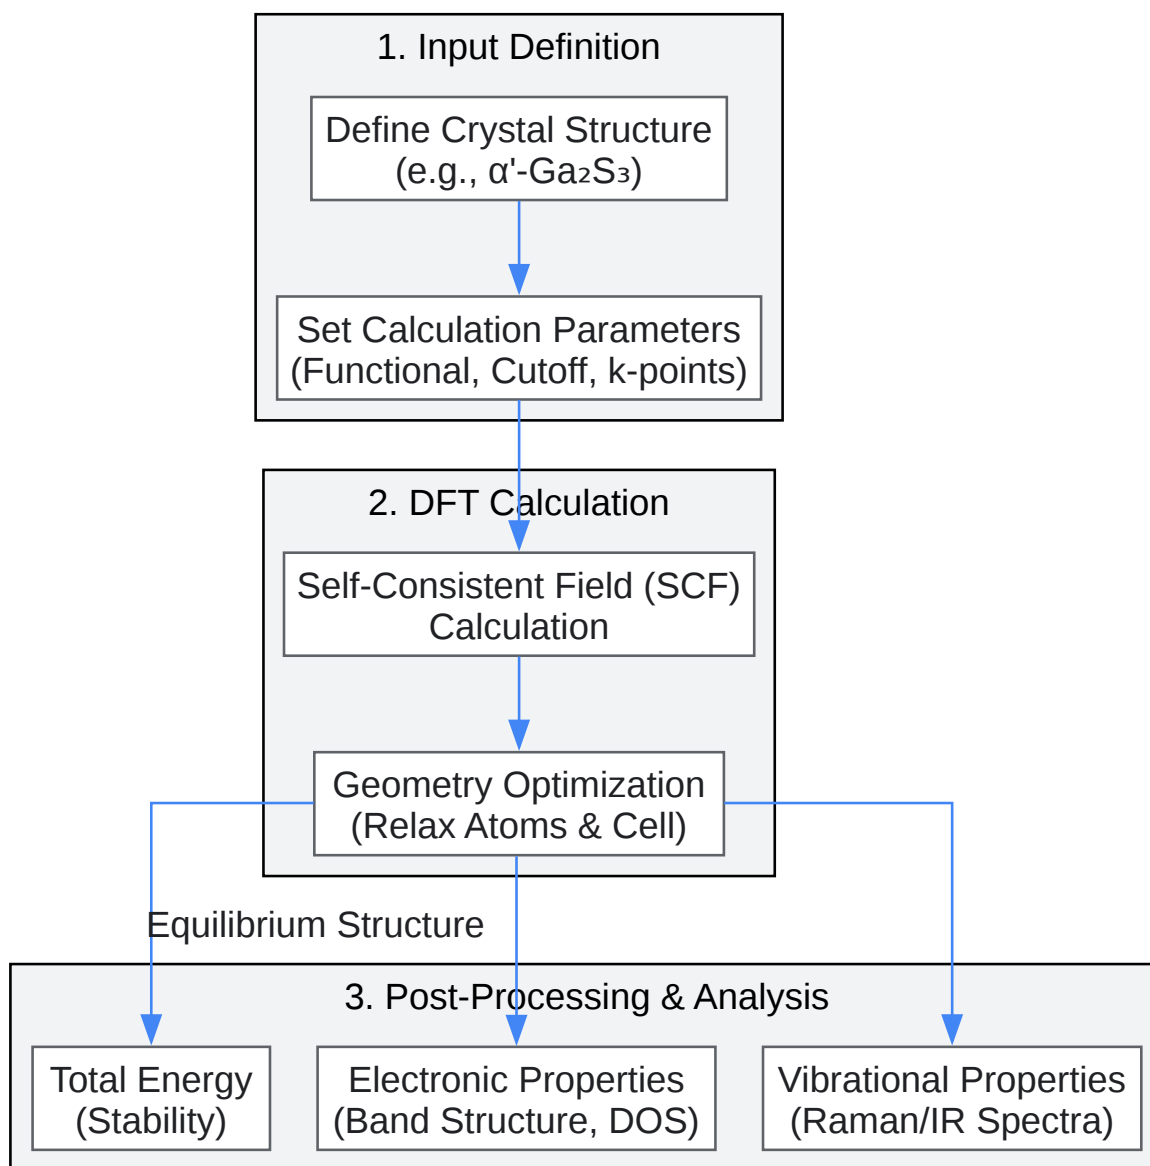 1. Input Definition
Define Crystal Structure
(e.g., α'-Ga₂S₃)
Set Calculation Parameters
(Functional, Cutoff, k-points)
2. DFT Calculation
Self-Consistent Field (SCF)
Calculation
Geometry Optimization
(Relax Atoms & Cell)
Equilibrium Structure
3. Post-Processing & Analysis
Total Energy
(Stability)
Electronic Properties
(Band Structure, DOS)
Vibrational Properties
(Raman/IR Spectra)